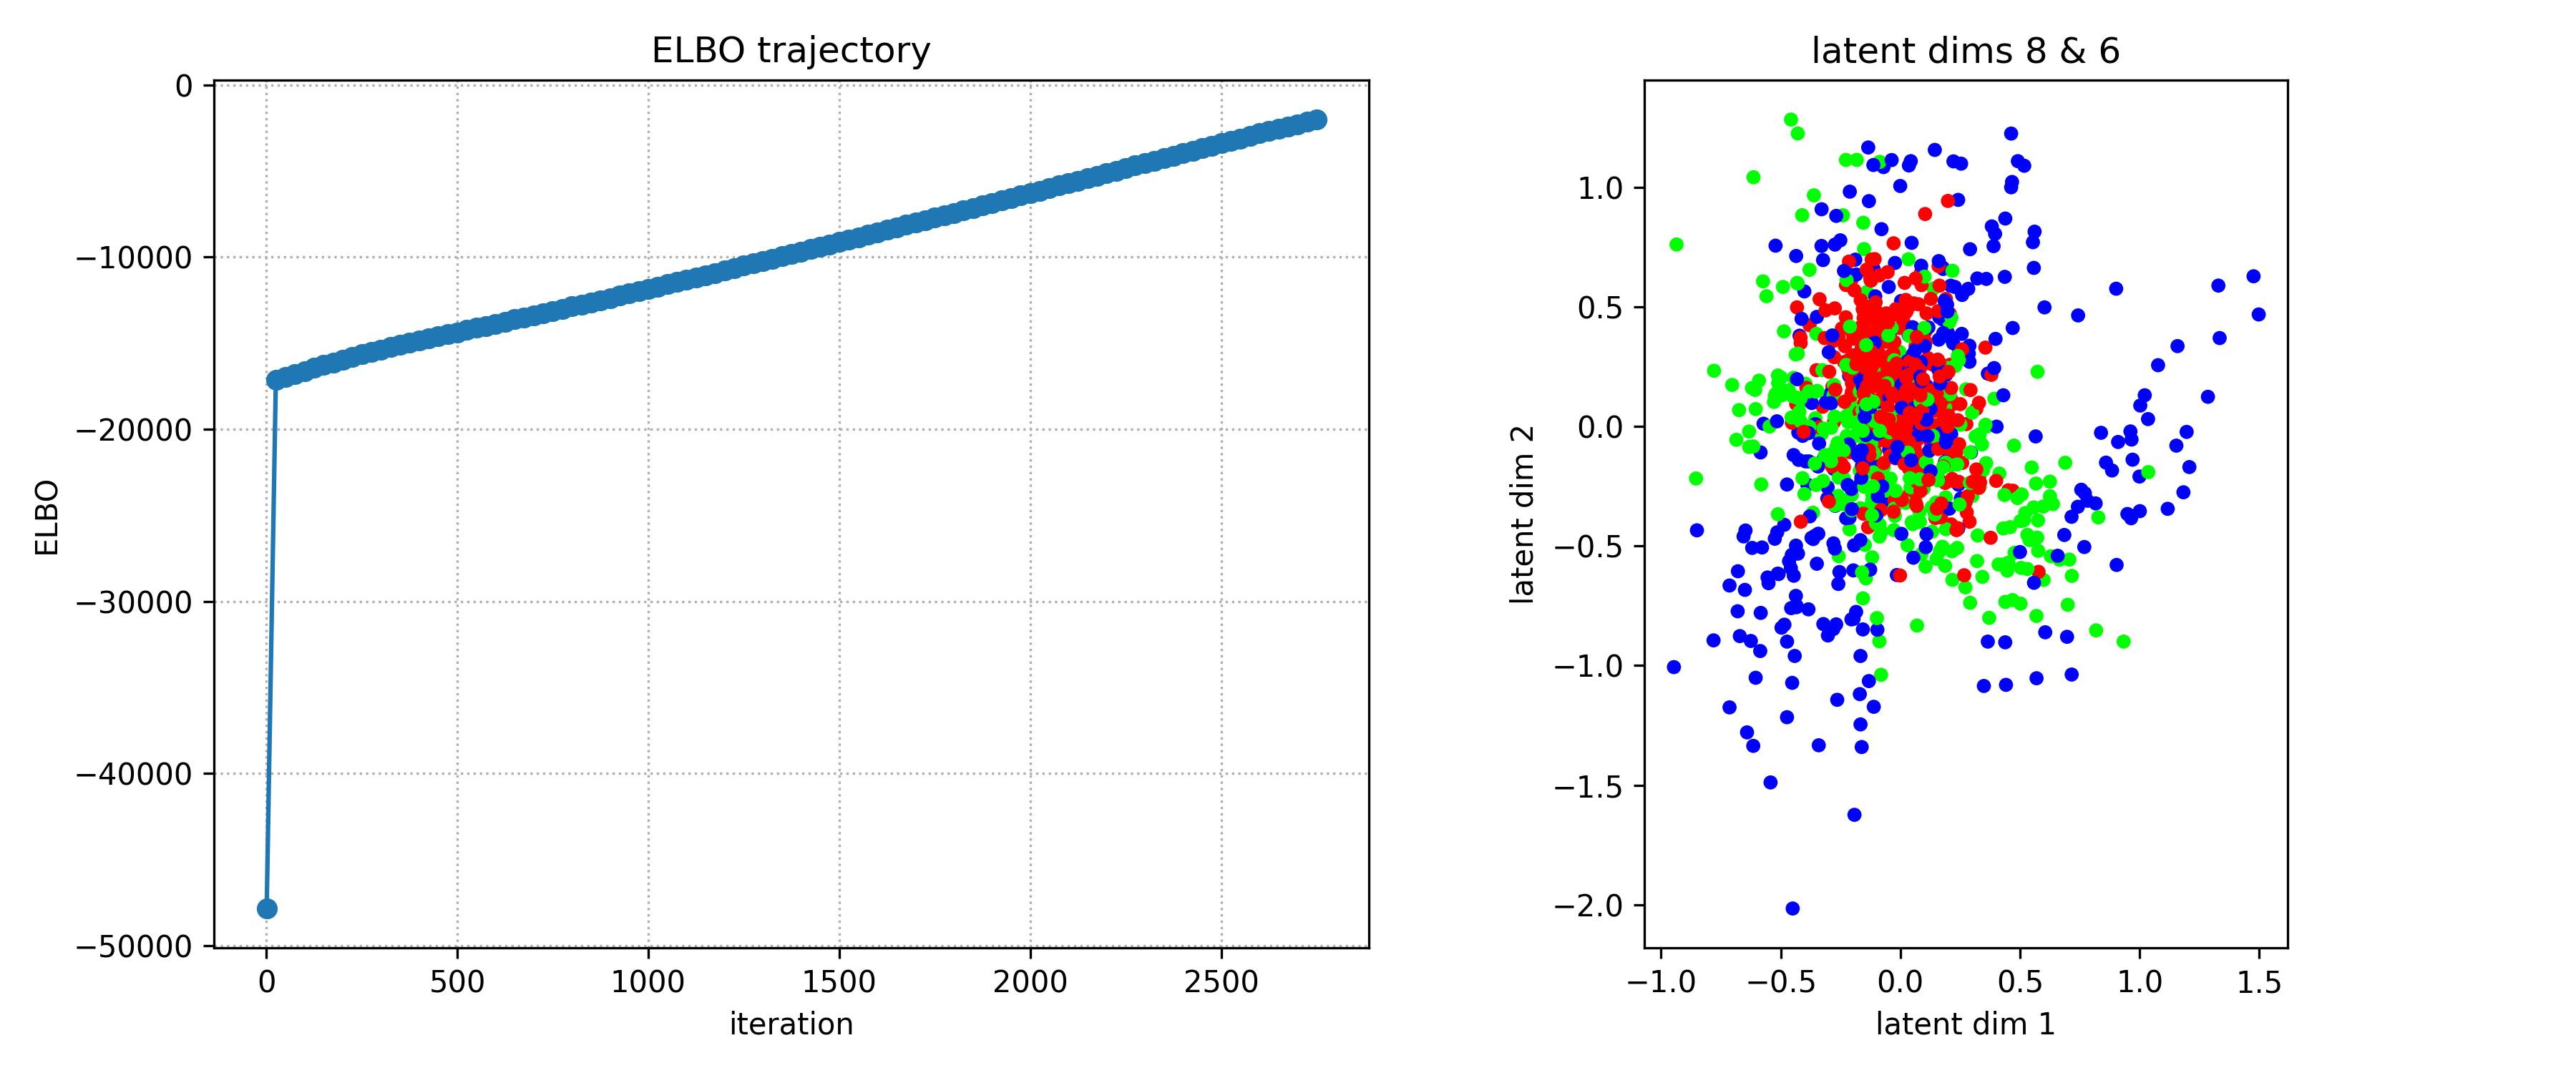 ELBO trajectory
0
−10000
−20000
−30000
−40000
−50000
ELBO
0 500 1000 1500 2000 2500
iteration
latent dims 8 & 6
1.0
0.5
0.0
−0.5
−1.0
−1.5
−2.0
latent dim 2
−1.0 −0.5 0.0 0.5 1.0 1.5
latent dim 1